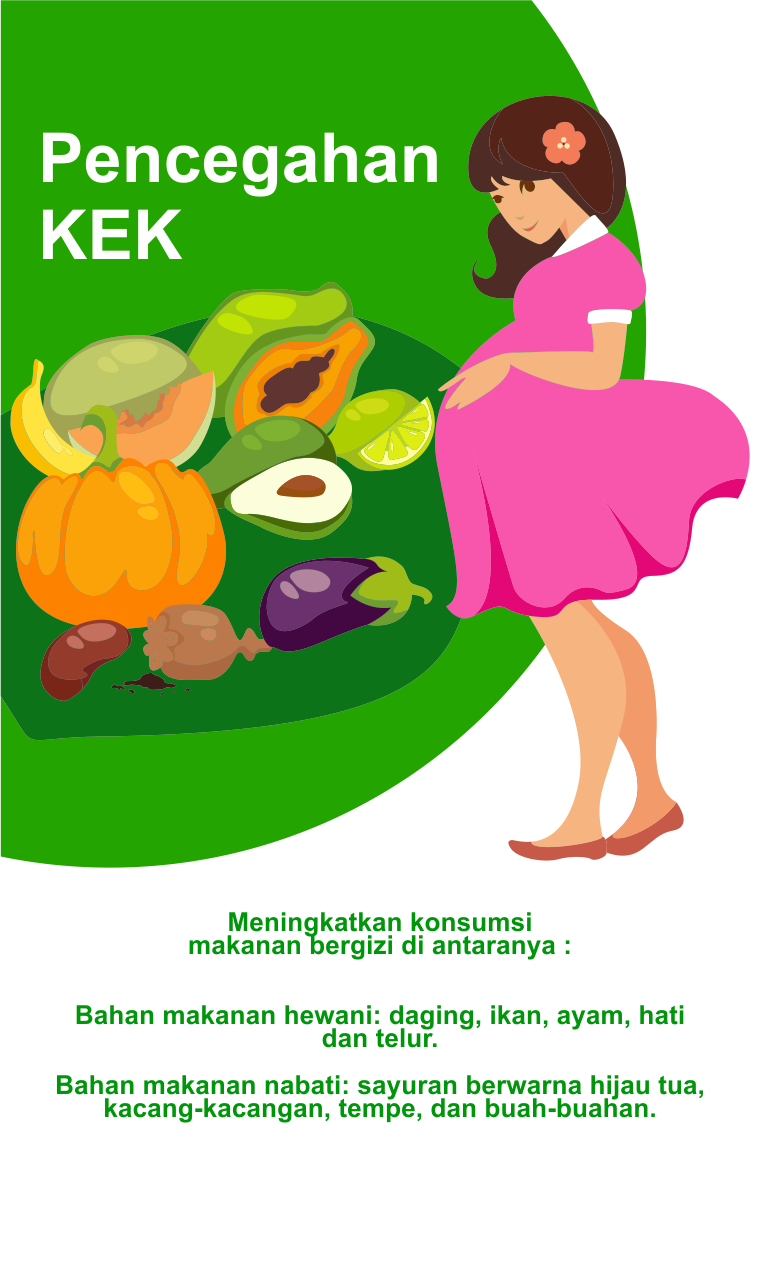 Pencegahan
KEK
Meningkatkan konsumsi
makanan bergizi di antaranya :
Bahan makanan hewani: daging, ikan, ayam, hati
dan telur.
Bahan makanan nabati: sayuran berwarna hijau tua,
kacang-kacangan, tempe, dan buah-buahan.